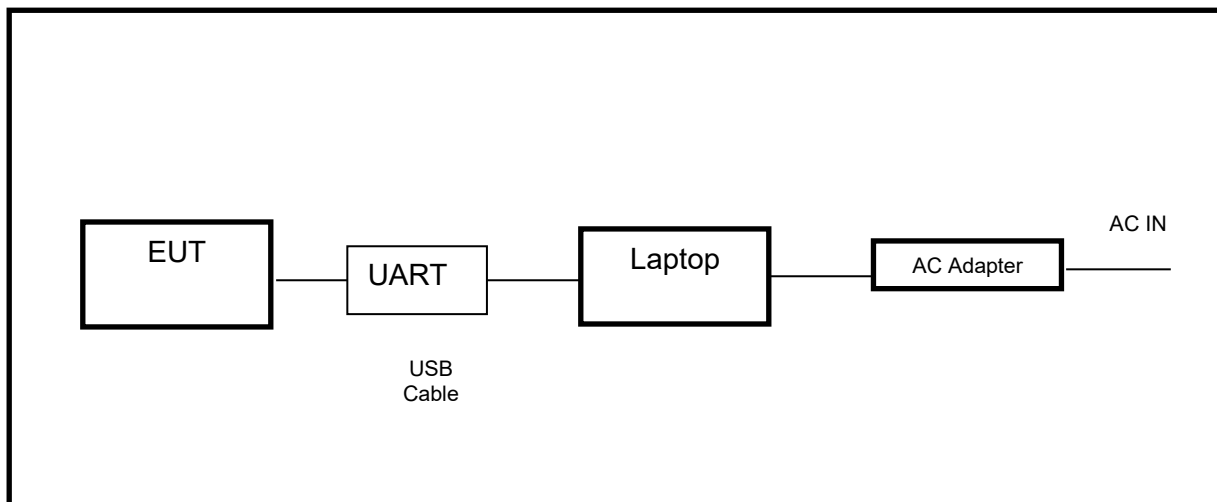 EUT
UART
Laptop
AC Adapter
AC IN
USB
Cable